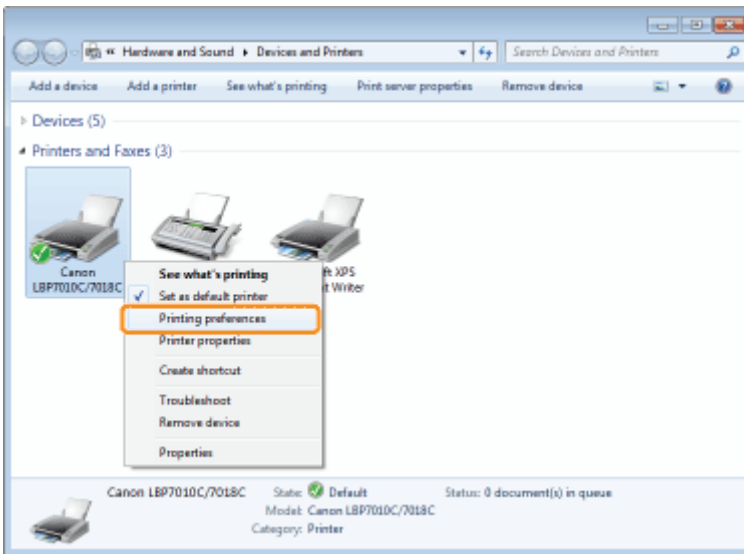 « Hardware and Sound ▸ Devices and Printers
Search Devices and Printers
Add a device Add a printer See what's printing Print server properties Remove device
Devices (5)
Printers and Faxes (3)
Canon
LBP7010C/7018C
XPS
Writer
See what's printing
Set as default printer
Printing preferences
Printer properties
Create shortcut
Troubleshoot
Remove device
Properties
Canon LBP7010C/7018C State: Default Status: 0 document(s) in queue
Model: Canon LBP7010C/7018C
Category: Printer